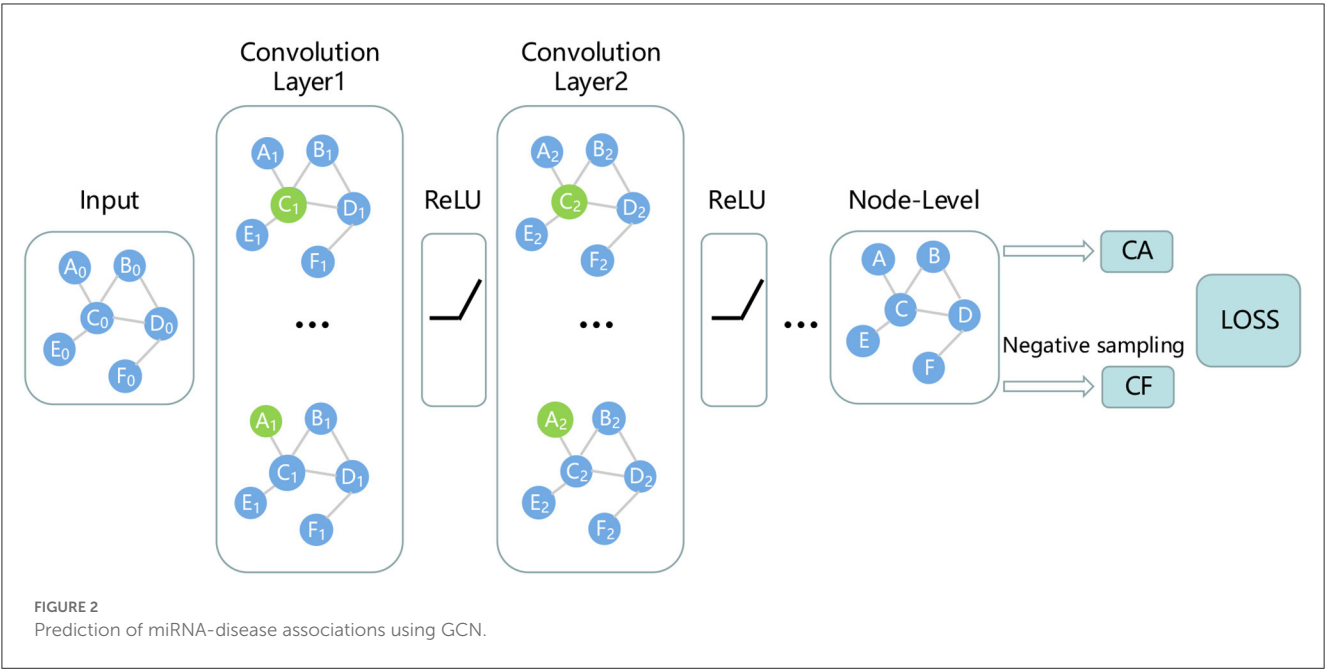 Convolution
Layer1
Convolution
Layer2
Input
ReLU
ReLU
Node-Level
A₀ B₀
C₀ D₀
E₀
F₀
A₁ B₁
C₁ D₁
E₁
F₁
...
A₁ B₁
C₁ D₁
E₁
F₁
A₂ B₂
C₂ D₂
E₂
F₂
...
A₂ B₂
C₂ D₂
E₂
F₂
...
A B
C D
E
F
CA
Negative sampling
CF
LOSS
FIGURE 2
Prediction of miRNA-disease associations using GCN.